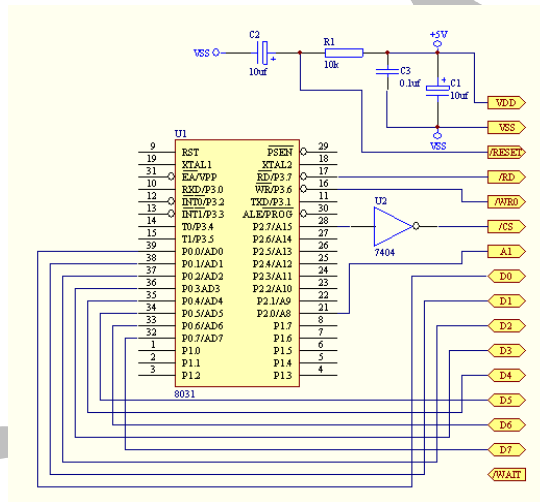 C2
VSS
10uf
R1
10k
+5V
C3
0.1uf
C1
10uf
VSS
VDD
VSS
/RESET
/RD
/WR0
/CS
A1
D0
D1
D2
D3
D4
D5
D6
D7
/WAIT
U2
7404
U1
9 RST PSEN 29
19 XTAL1 XTAL2 18
31 EA/VPP RD/P3.7 17
10 RXD/P3.0 WR/P3.6 16
12 INT0/P3.2 TXD/P3.1 11
13 INT1/P3.3 ALE/PROG 30
14 T0/P3.4 P2.7/A15 28
15 T1/P3.5 P2.6/A14 27
39 P0.0/AD0 P2.5/A13 26
38 P0.1/AD1 P2.4/A12 25
37 P0.2/AD2 P2.3/A11 24
36 P0.3AD3 P2.2/A10 23
35 P0.4/AD4 P2.1/A9 22
34 P0.5/AD5 P2.0/A8 21
33 P0.6/AD6 P1.7 8
32 P0.7/AD7 P1.6 7
1 P1.0 P1.5 6
2 P1.1 P1.4 5
3 P1.2 P1.3 4
8031